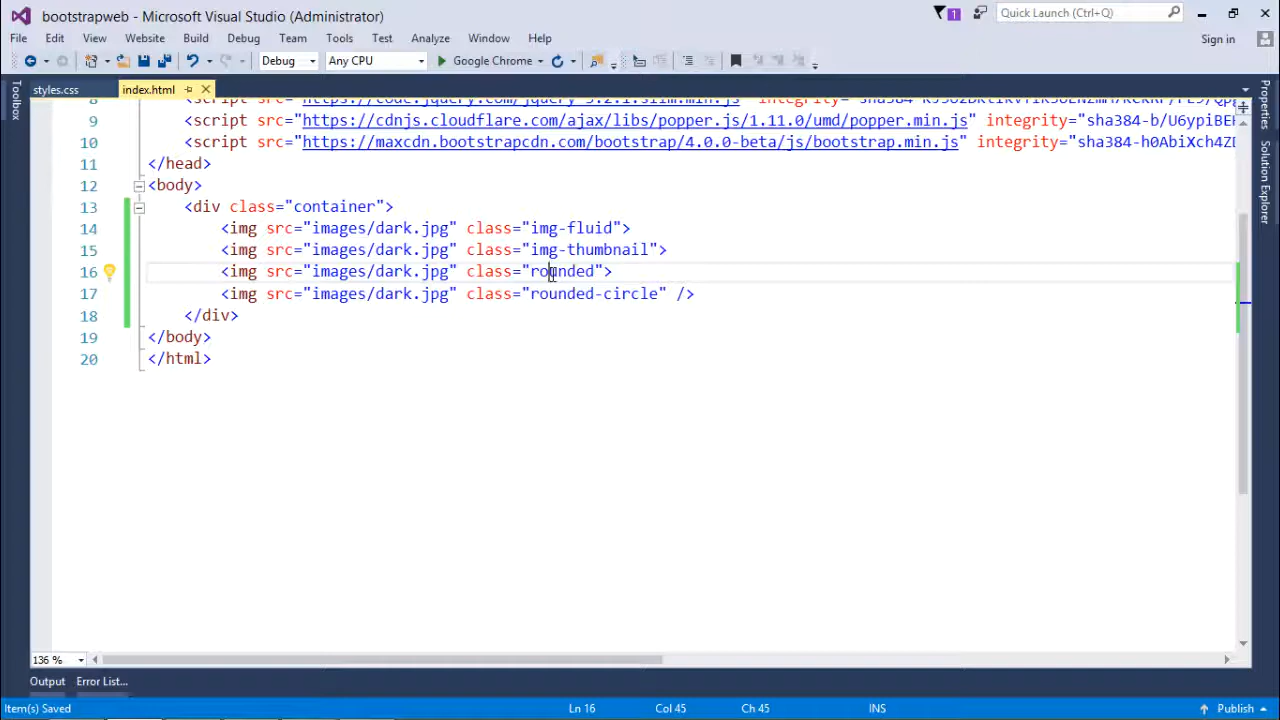 bootstrapweb - Microsoft Visual Studio (Administrator)
1
Quick Launch (Ctrl+Q)
File Edit View Website Build Debug Team Tools Test Analyze Window Help
Sign in
Debug Any CPU Google Chrome
styles.css index.html
Toolbox
Properties
Solution Explorer
9 <script src="https://cdnjs.cloudflare.com/ajax/libs/popper.js/1.11.0/umd/popper.min.js" integrity="sha384-b/U6ypiBEH
10 <script src="https://maxcdn.bootstrapcdn.com/bootstrap/4.0.0-beta/js/bootstrap.min.js" integrity="sha384-h0AbiXch4ZD
11 </head>
12 <body>
13 <div class="container">
14 <img src="images/dark.jpg" class="img-fluid">
15 <img src="images/dark.jpg" class="img-thumbnail">
16 <img src="images/dark.jpg" class="rounded">
17 <img src="images/dark.jpg" class="rounded-circle" />
18 </div>
19 </body>
20 </html>
136 %
Output Error List...
Item(s) Saved Ln 16 Col 45 Ch 45 INS Publish